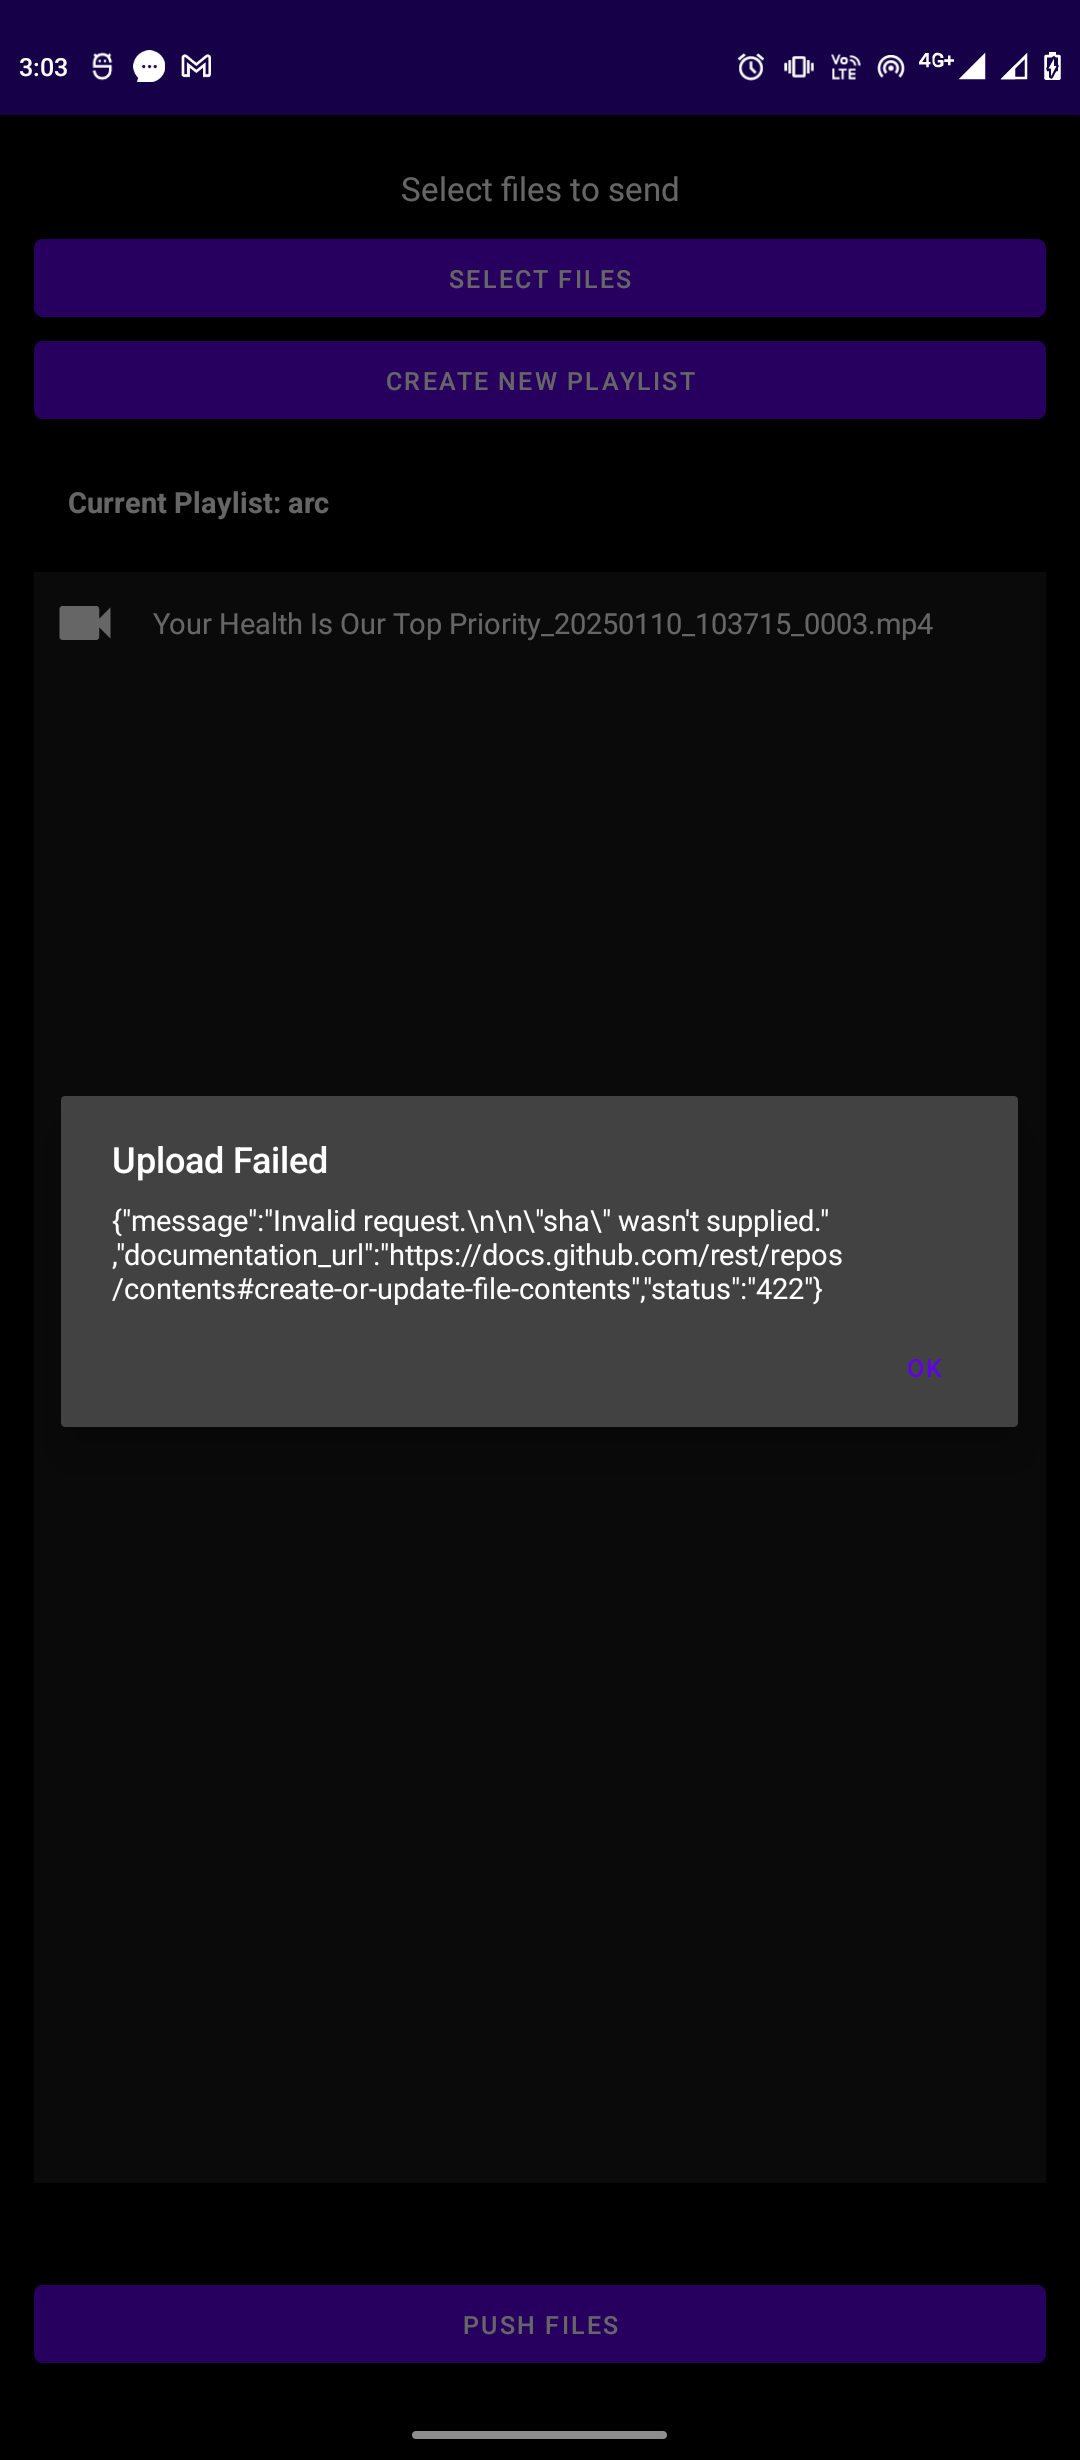 3:03
Vo LTE 4G+
Select files to send
SELECT FILES
CREATE NEW PLAYLIST
Current Playlist: arc
Your Health Is Our Top Priority_20250110_103715_0003.mp4
Upload Failed
{"message":"Invalid request.\n\n\"sha\" wasn't supplied."
,"documentation_url":"https://docs.github.com/rest/repos
/contents#create-or-update-file-contents","status":"422"}
OK
PUSH FILES